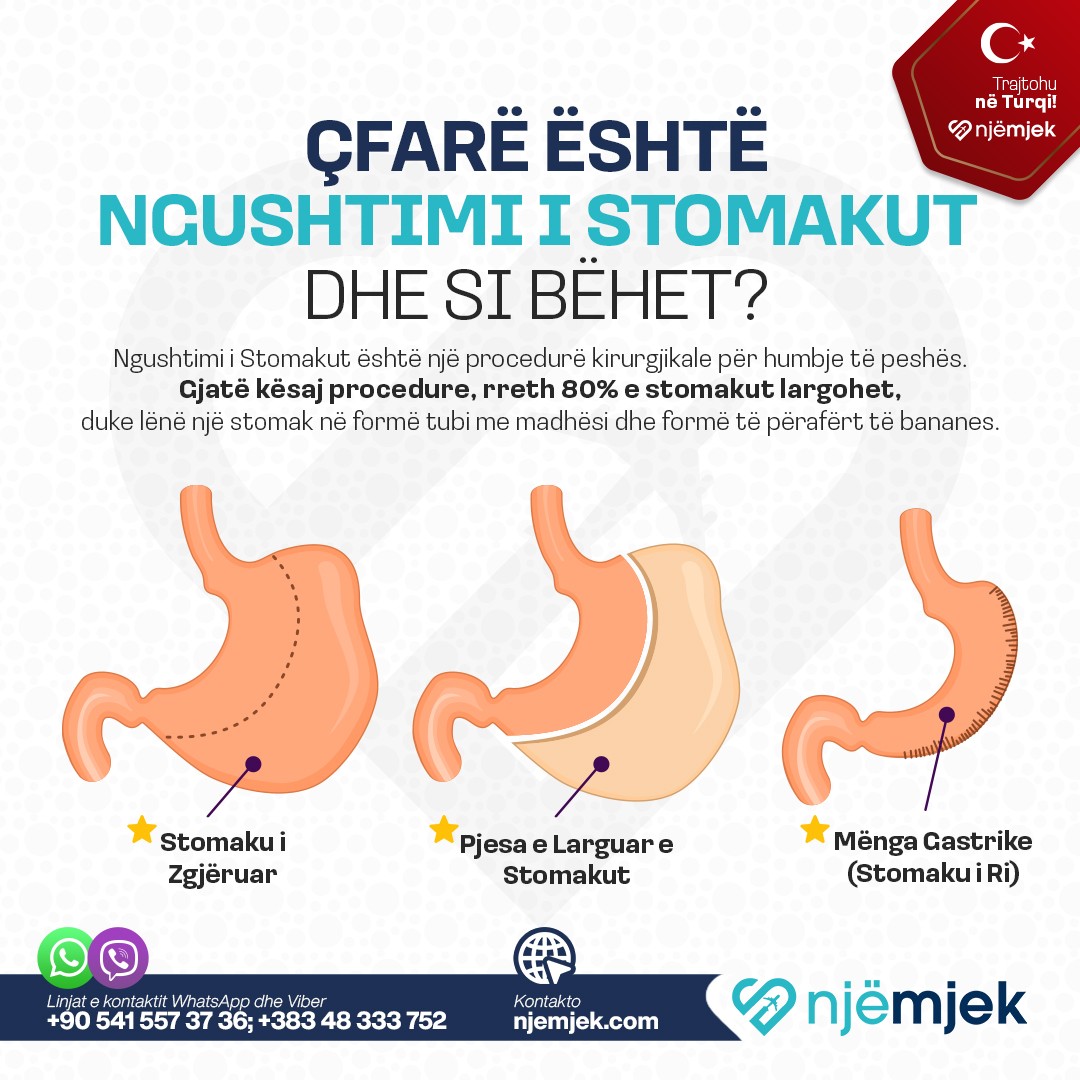 Trajtohu
në Turqi!
njëmjek
ÇFARË ËSHTË
NGUSHTIMI I STOMAKUT
DHE SI BËHET?
Ngushtimi i Stomakut është një procedurë kirurgjikale për humbje të peshës.
Gjatë kësaj procedure, rreth 80% e stomakut largohet,
duke lënë një stomak në formë tubi me madhësi dhe formë të përafërt të bananes.
Stomaku i
Zgjëruar
Pjesa e Larguar e
Stomakut
Mënga Gastrike
(Stomaku i Ri)
Linjat e kontaktit WhatsApp dhe Viber
+90 541 557 37 36; +383 48 333 752
Kontakto
njemjek.com
njëmjek